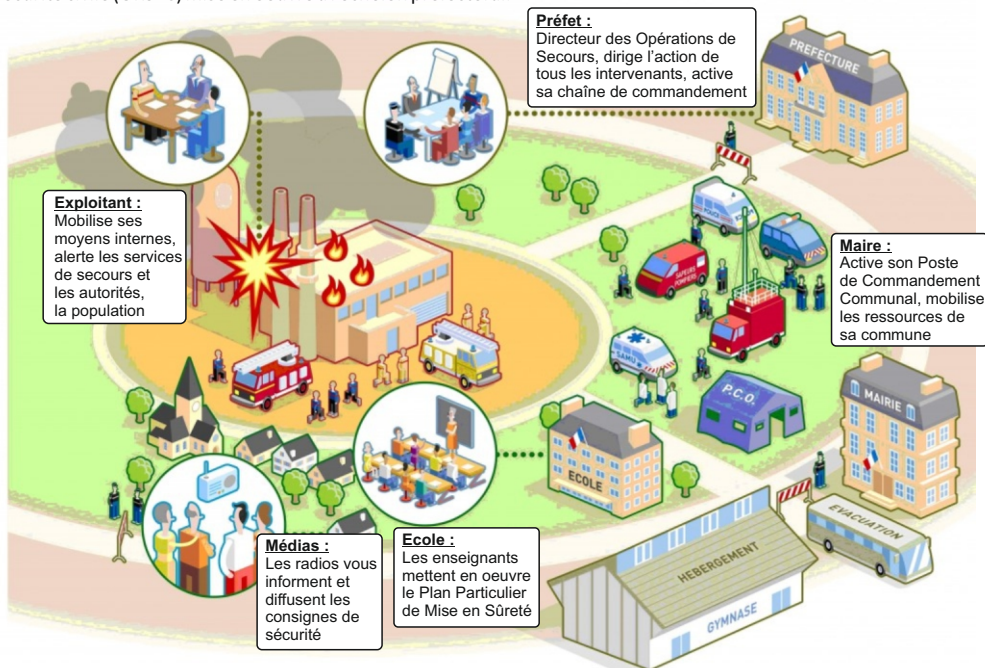 Préfet :
Directeur des Opérations de
Secours, dirige l'action de
tous les intervenants, active
sa chaîne de commandement
PREFECTURE
Exploitant :
Mobilise ses
moyens internes,
alerte les services
de secours et
les autorités,
la population
POLICE
SAPEURS
POMPIERS
Maire :
Active son Poste
de Commandement
Communal, mobilise
les ressources de
sa commune
SAMU
P.C.O.
MAIRIE
ECOLE
EVACUATION
HEBERGEMENT
GYMNASE
Médias :
Les radios vous
informent et
diffusent les
consignes de
sécurité
Ecole :
Les enseignants
mettent en oeuvre
le Plan Particulier
de Mise en Sûreté